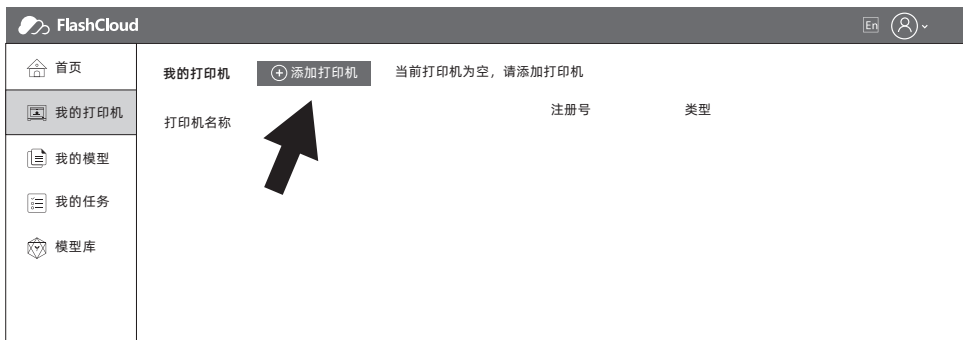 FlashCloud En
首页
我的打印机
我的模型
我的任务
模型库
我的打印机 添加打印机 当前打印机为空，请添加打印机
打印机名称 注册号 类型